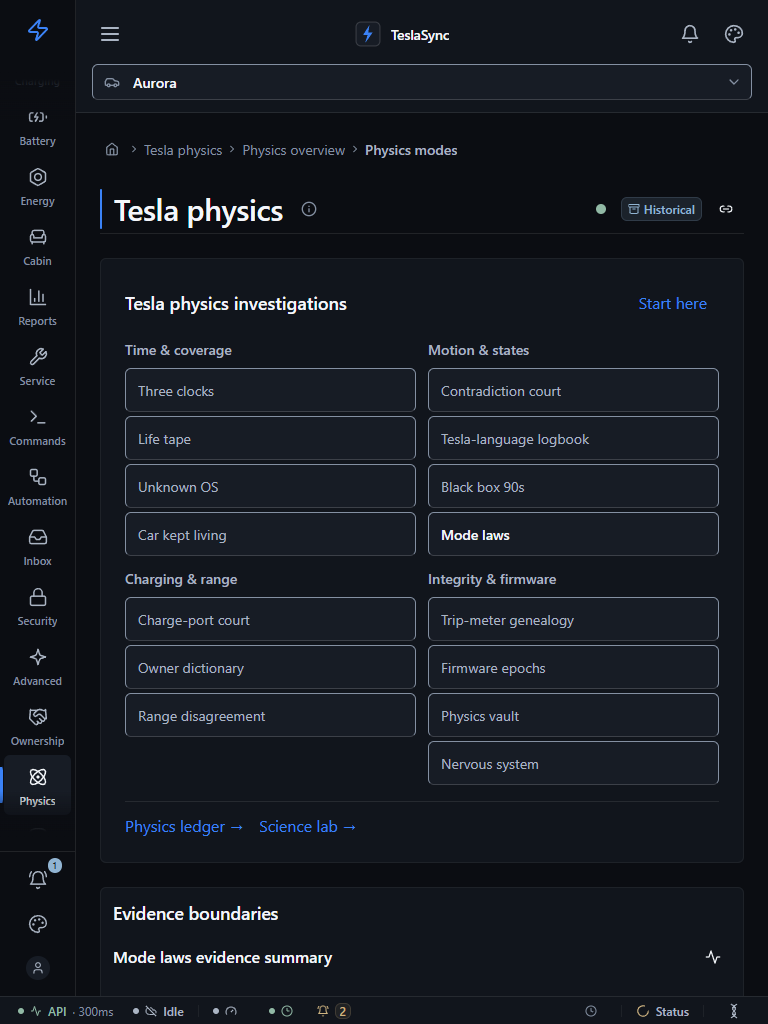 TeslaSync
Aurora
Charging
Battery
Energy
Cabin
Reports
Service
Commands
Automation
Inbox
Security
Advanced
Ownership
Physics
1
Tesla physics > Physics overview > Physics modes
Tesla physics
Historical
Tesla physics investigations
Start here
Time & coverage
Three clocks
Life tape
Unknown OS
Car kept living
Motion & states
Contradiction court
Tesla-language logbook
Black box 90s
Mode laws
Charging & range
Charge-port court
Owner dictionary
Range disagreement
Integrity & firmware
Trip-meter genealogy
Firmware epochs
Physics vault
Nervous system
Physics ledger → Science lab →
Evidence boundaries
Mode laws evidence summary
API · 300ms Idle 2 Status